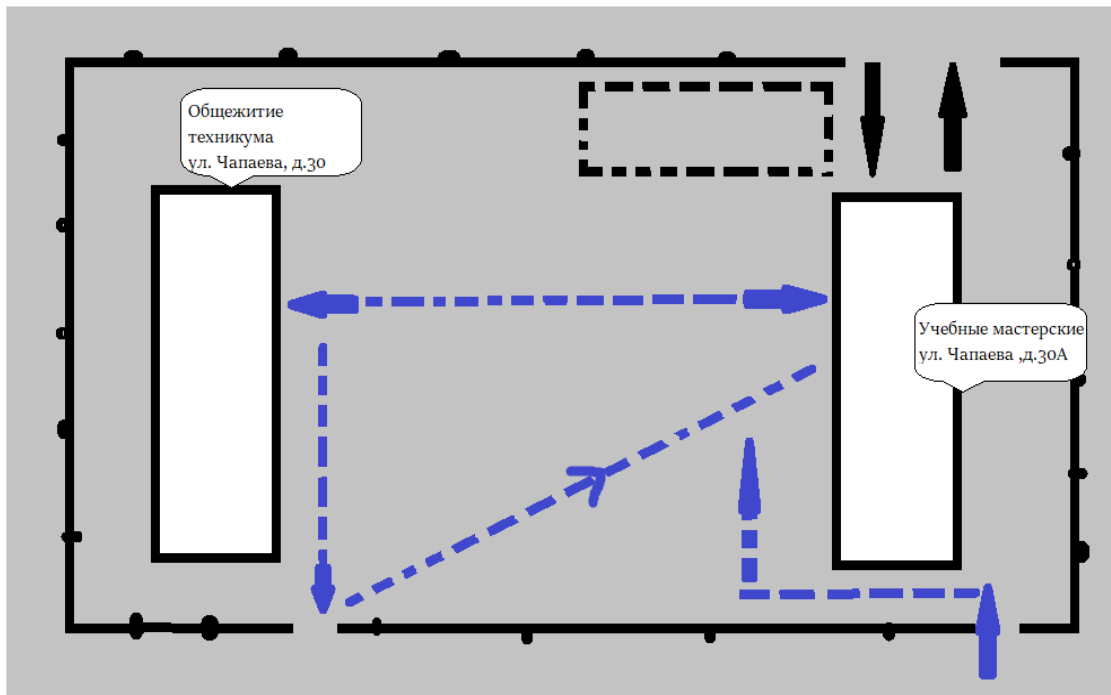 Общежитие
техникума
ул. Чапаева, д.30
Учебные мастерские
ул. Чапаева ,д.30А